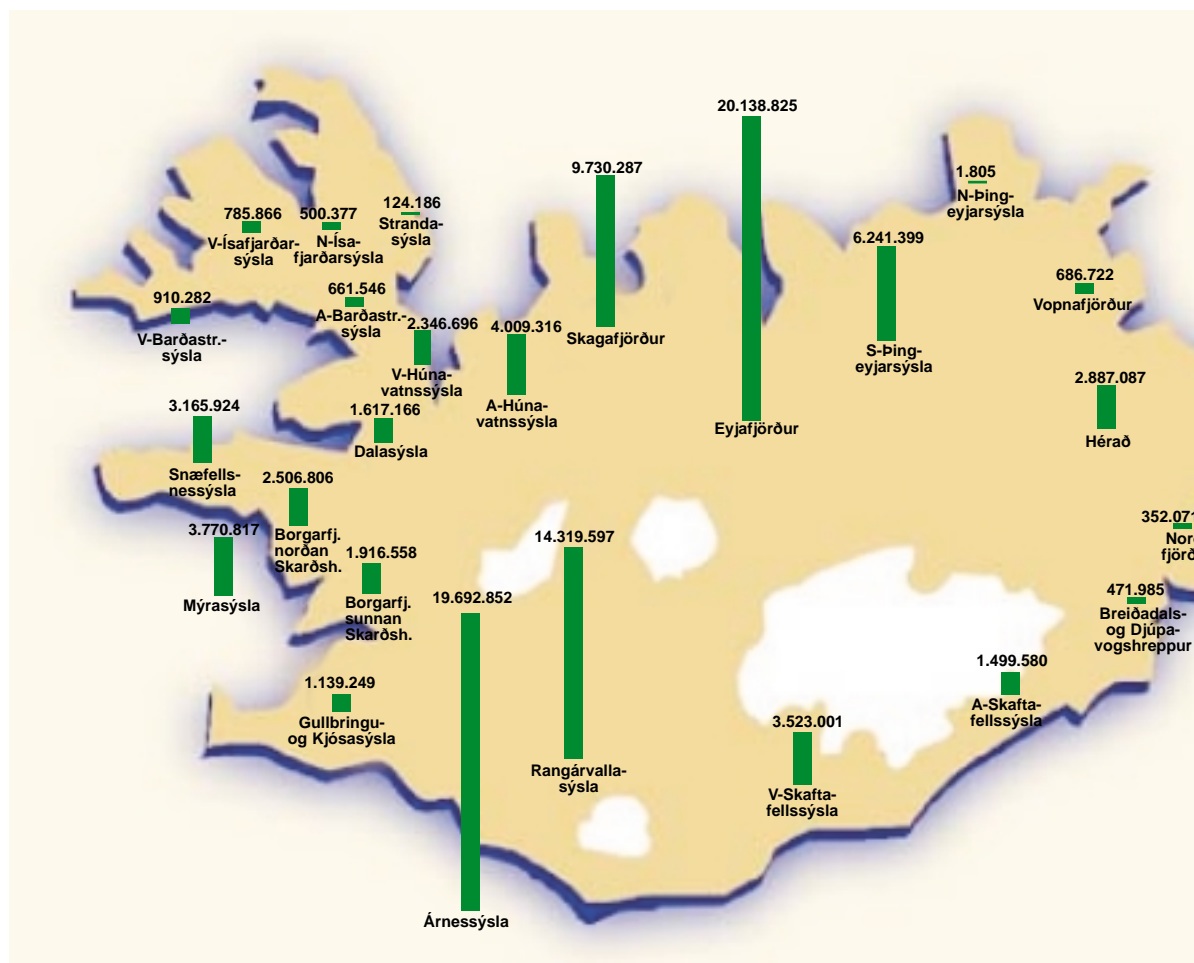 20.138.825
Eyjafjörður
9.730.287
Skagafjörður
1.805
N-Þing-
eyjarsýsla
6.241.399
S-Þing-
eyjarsýsla
686.722
Vopnafjörður
2.887.087
Hérað
785.866
V-Ísafjarðar-
sýsla
500.377
N-Ísa-
fjarðarsýsla
124.186
Stranda-
sýsla
910.282
V-Barðastr.-
sýsla
661.546
A-Barðastr.-
sýsla
2.346.696
V-Húna-
vatnssýsla
4.009.316
A-Húna-
vatnssýsla
1.617.166
Dalasýsla
3.165.924
Snæfells-
nessýsla
2.506.806
Borgarfj.
norðan
Skarðsh.
3.770.817
Mýrasýsla
1.916.558
Borgarfj.
sunnan
Skarðsh.
19.692.852
Árnessýsla
14.319.597
Rangárvalla-
sýsla
1.139.249
Gullbringu-
og Kjósasýsla
3.523.001
V-Skafta-
fellssýsla
1.499.580
A-Skafta-
fellssýsla
352.071
fjörð
471.985
Breiðadals-
og Djúpa-
vogshreppur